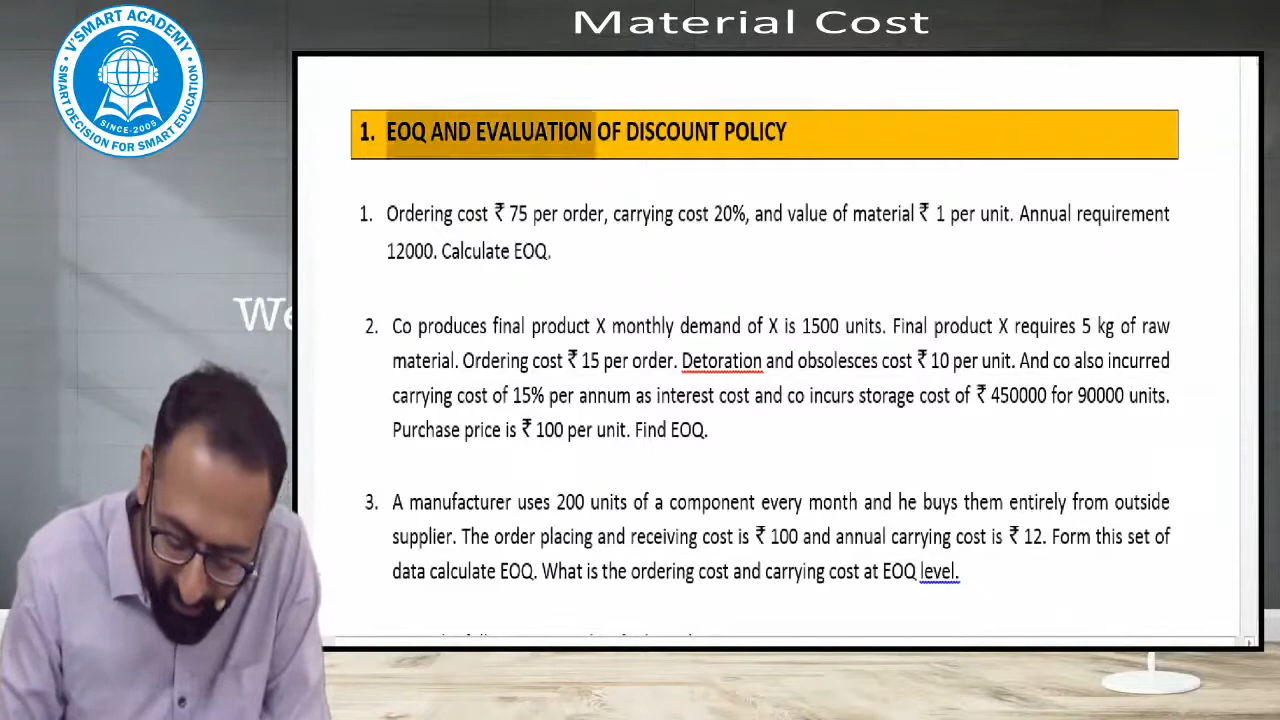 Material Cost
V'SMART ACADEMY
SINCE-2005
SMART DECISION FOR SMART EDUCATION
We
1. EOQ AND EVALUATION OF DISCOUNT POLICY
1. Ordering cost ₹ 75 per order, carrying cost 20%, and value of material ₹ 1 per unit. Annual requirement
12000. Calculate EOQ.
2. Co produces final product X monthly demand of X is 1500 units. Final product X requires 5 kg of raw
material. Ordering cost ₹ 15 per order. Detoration and obsolesces cost ₹ 10 per unit. And co also incurred
carrying cost of 15% per annum as interest cost and co incurs storage cost of ₹ 450000 for 90000 units.
Purchase price is ₹ 100 per unit. Find EOQ.
3. A manufacturer uses 200 units of a component every month and he buys them entirely from outside
supplier. The order placing and receiving cost is ₹ 100 and annual carrying cost is ₹ 12. Form this set of
data calculate EOQ. What is the ordering cost and carrying cost at EOQ level.